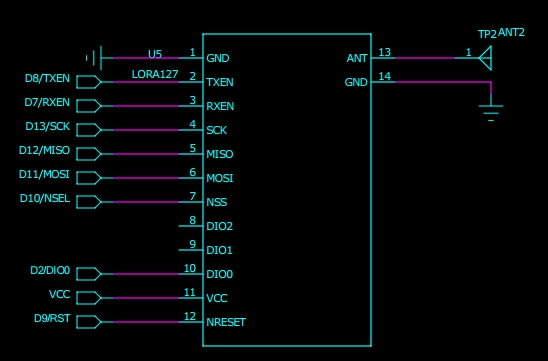 TP2 ANT2
U5 1 GND ANT 13 1
D8/TXEN LORA127 2 TXEN GND 14
D7/RXEN 3 RXEN
D13/SCK 4 SCK
D12/MISO 5 MISO
D11/MOSI 6 MOSI
D10/NSEL 7 NSS
8 DIO2
9 DIO1
D2/DIO0 10 DIO0
VCC 11 VCC
D9/RST 12 NRESET